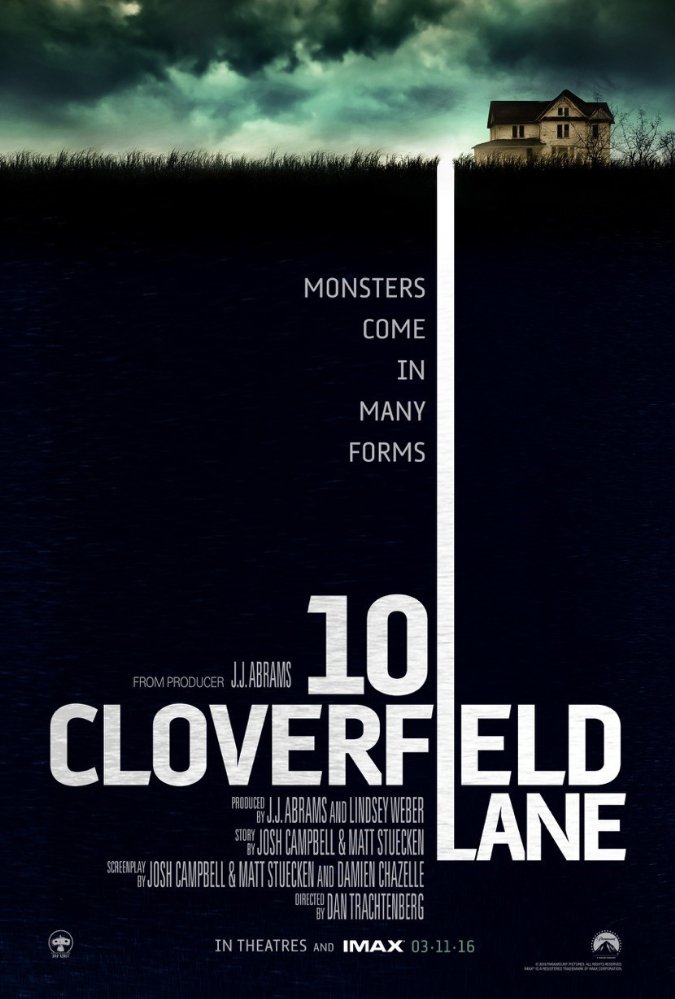 MONSTERS
COME
IN
MANY
FORMS
FROM PRODUCER J.J. ABRAMS
10
CLOVERFIELD
LANE
PRODUCED BY J.J. ABRAMS AND LINDSEY WEBER
STORY BY JOSH CAMPBELL & MATT STUECKEN
SCREENPLAY BY JOSH CAMPBELL & MATT STUECKEN AND DAMIEN CHAZELLE
DIRECTED BY DAN TRACHTENBERG
IN THEATRES AND IMAX 03·11·16